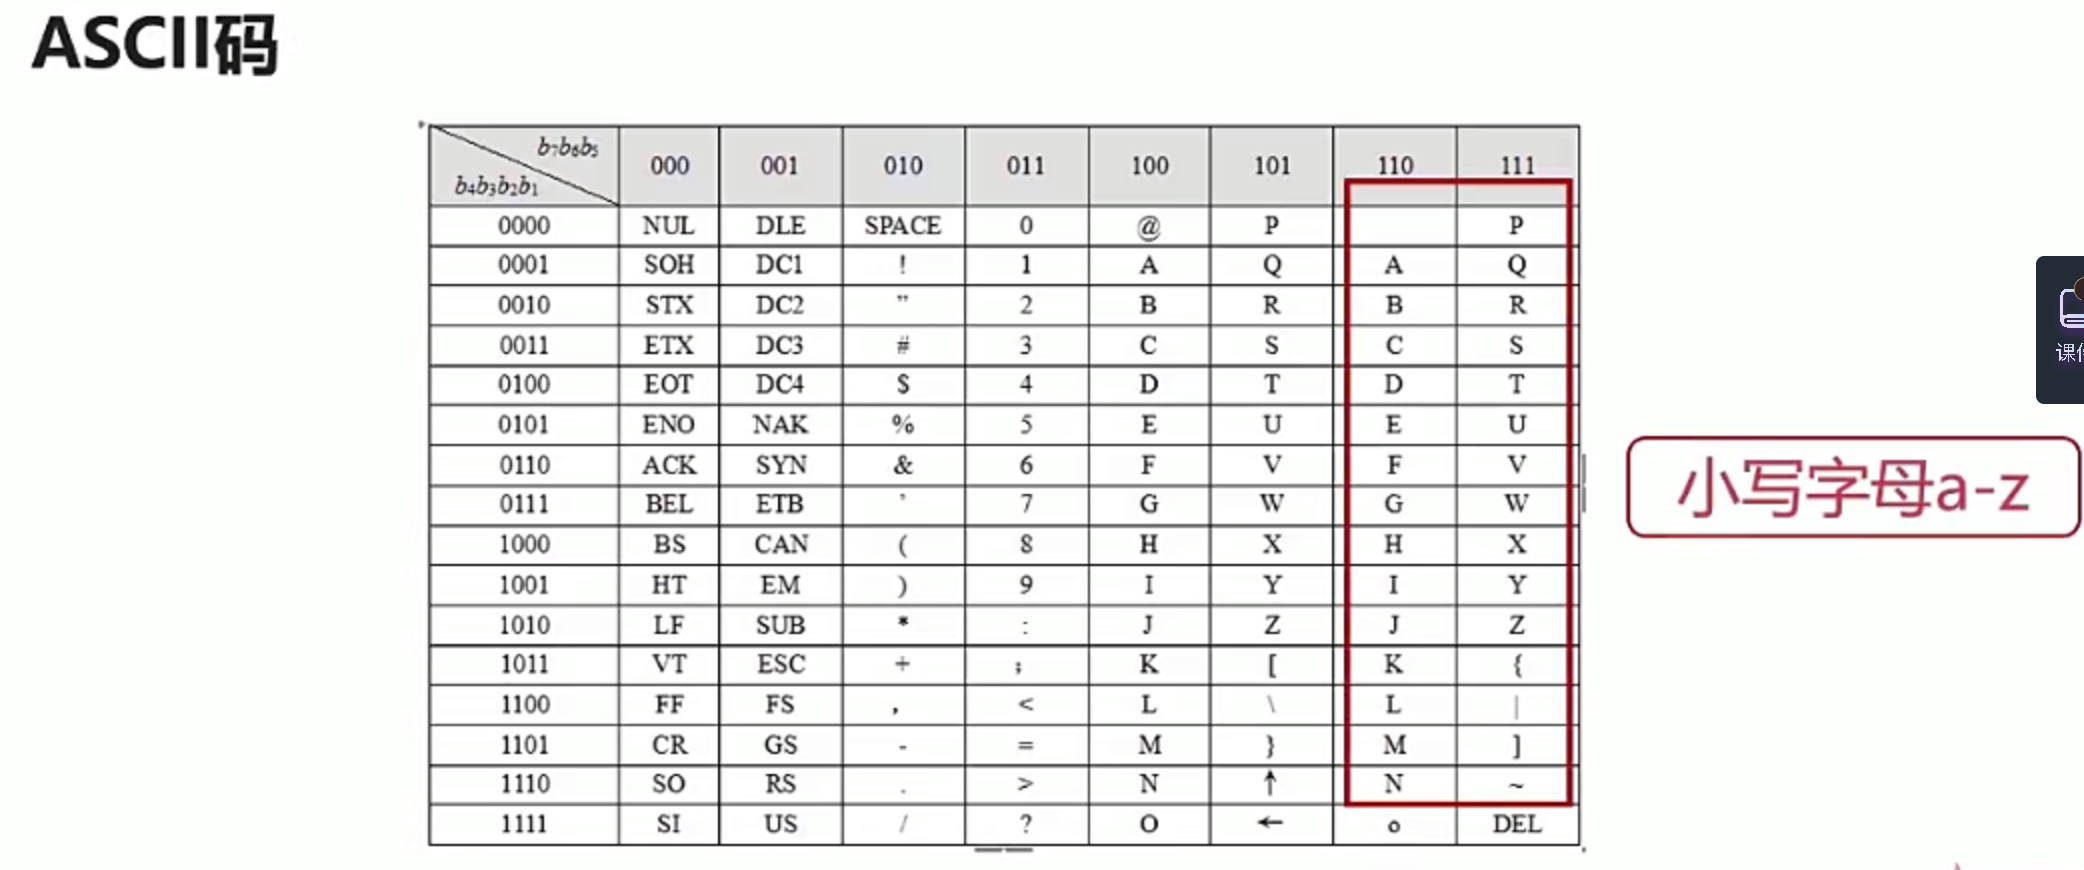 ASCII码
b7b6b5
b4b3b2b1
000 001 010 011 100 101 110 111
0000 NUL DLE SPACE 0 @ P P
0001 SOH DC1 ! 1 A Q A Q
0010 STX DC2 " 2 B R B R
0011 ETX DC3 # 3 C S C S
0100 EOT DC4 $ 4 D T D T
0101 ENO NAK % 5 E U E U
0110 ACK SYN & 6 F V F V
0111 BEL ETB ' 7 G W G W
1000 BS CAN ( 8 H X H X
1001 HT EM ) 9 I Y I Y
1010 LF SUB * : J Z J Z
1011 VT ESC + ; K [ K {
1100 FF FS , < L \ L |
1101 CR GS - = M } M ]
1110 SO RS . > N ↑ N ~
1111 SI US / ? O ← o DEL
小写字母a-z